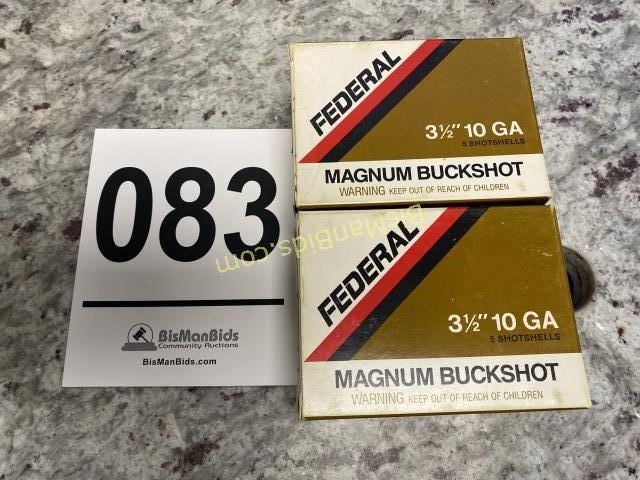 083
BisManBids
Community Auctions
BisManBids.com
FEDERAL
3½" 10 GA
5 SHOTSHELLS
MAGNUM BUCKSHOT
WARNING KEEP OUT OF REACH OF CHILDREN
BisManBids.com
FEDERAL
3½" 10 GA
5 SHOTSHELLS
MAGNUM BUCKSHOT
WARNING KEEP OUT OF REACH OF CHILDREN